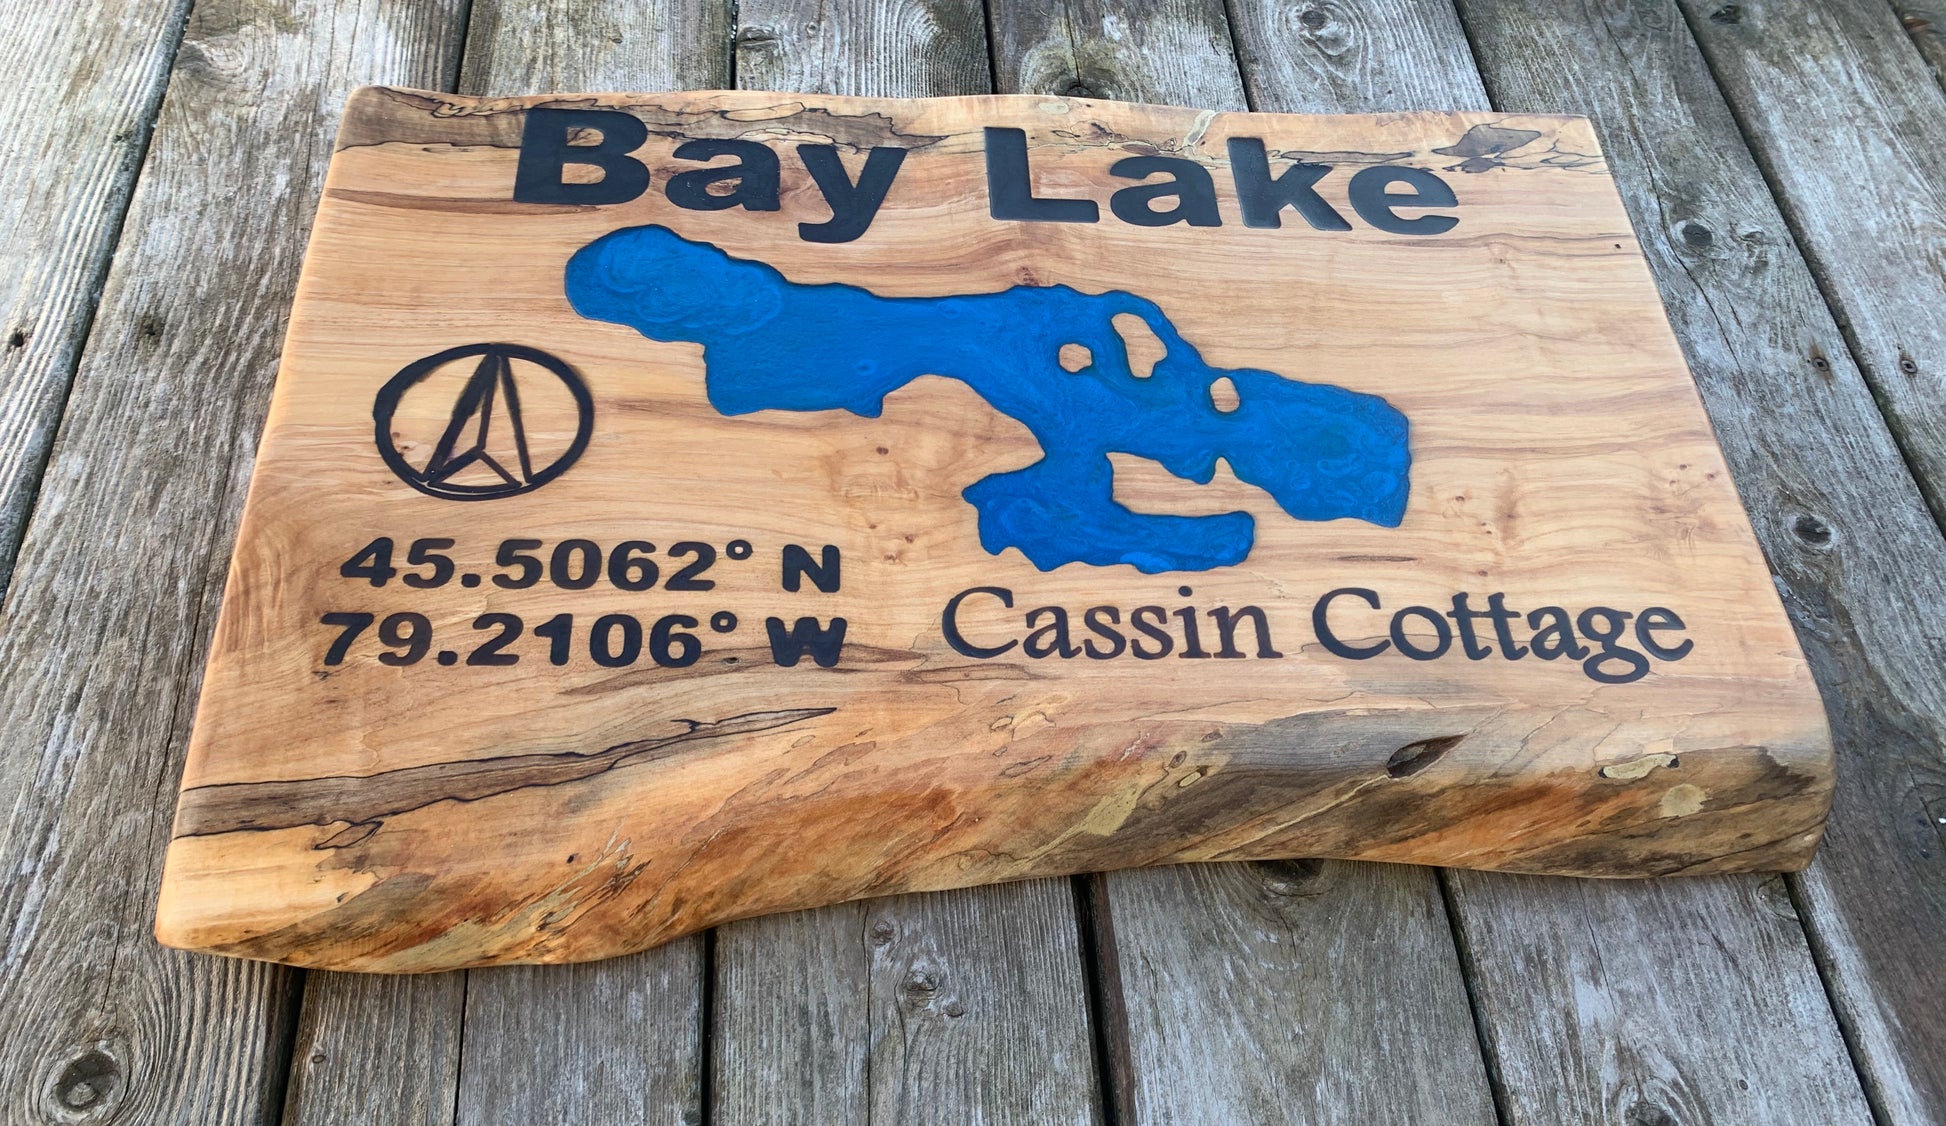 Bay Lake
45.5062° N
79.2106° W
Cassin Cottage